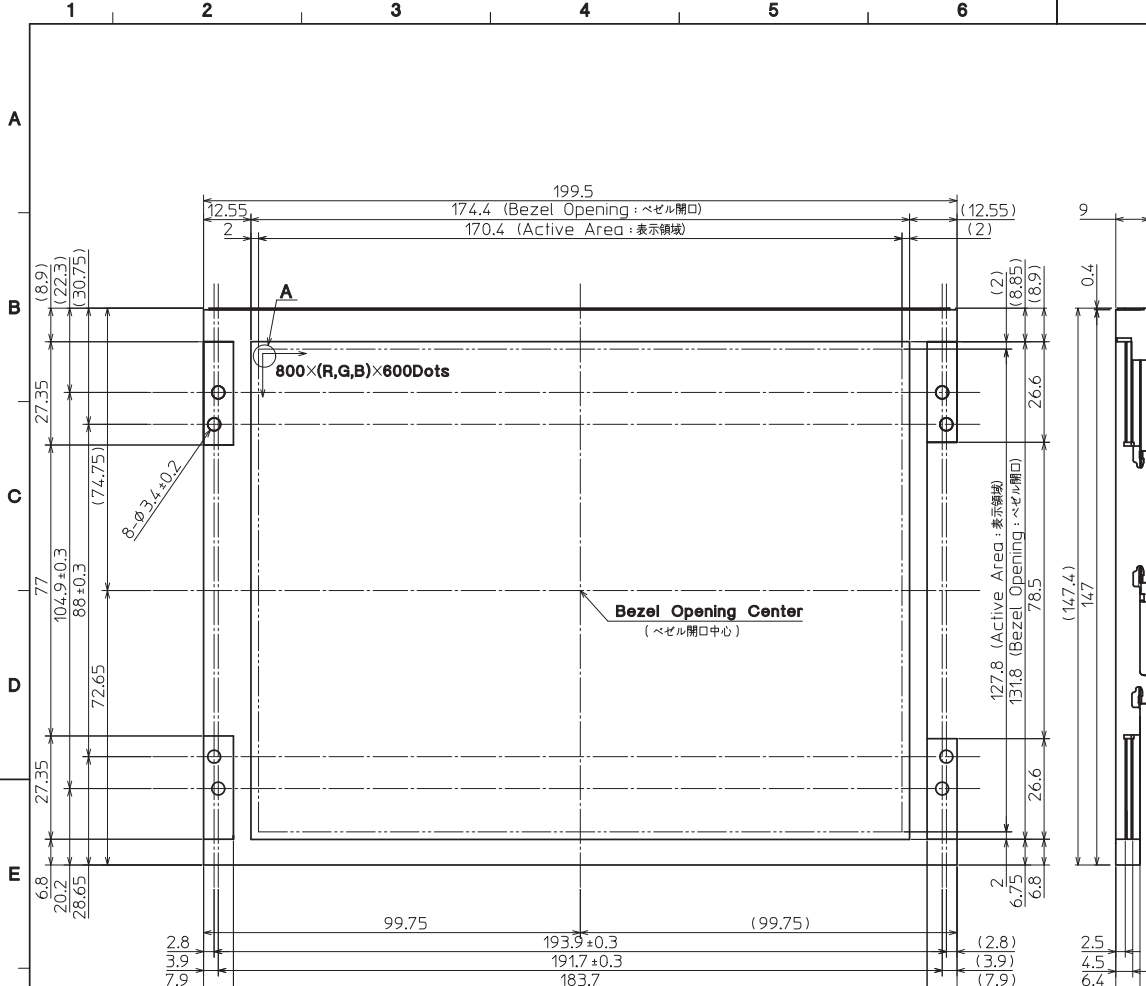 1 2 3 4 5 6
A
199.5
12.55 174.4 (Bezel Opening : ベゼル開口) (12.55) 9
2 170.4 (Active Area : 表示領域) (2)
B
(8.9) (22.3) (30.75) (2) (8.85) (8.9) 0.4
A
800×(R,G,B)×600Dots
27.35 26.6
C
(74.75)
8-φ3.4±0.2
77 104.9±0.3 88±0.3
127.8 (Active Area : 表示領域)
131.8 (Bezel Opening : ベゼル開口)
78.5 (147.4) 147
Bezel Opening Center
( ベゼル開口中心 )
D
72.65
27.35 26.6
E
6.8 20.2 28.65 2 6.75 6.8
99.75 (99.75)
2.8 193.9±0.3 (2.8) 2.5
3.9 191.7±0.3 (3.9) 4.5
7.9 183.7 (7.9) 6.4